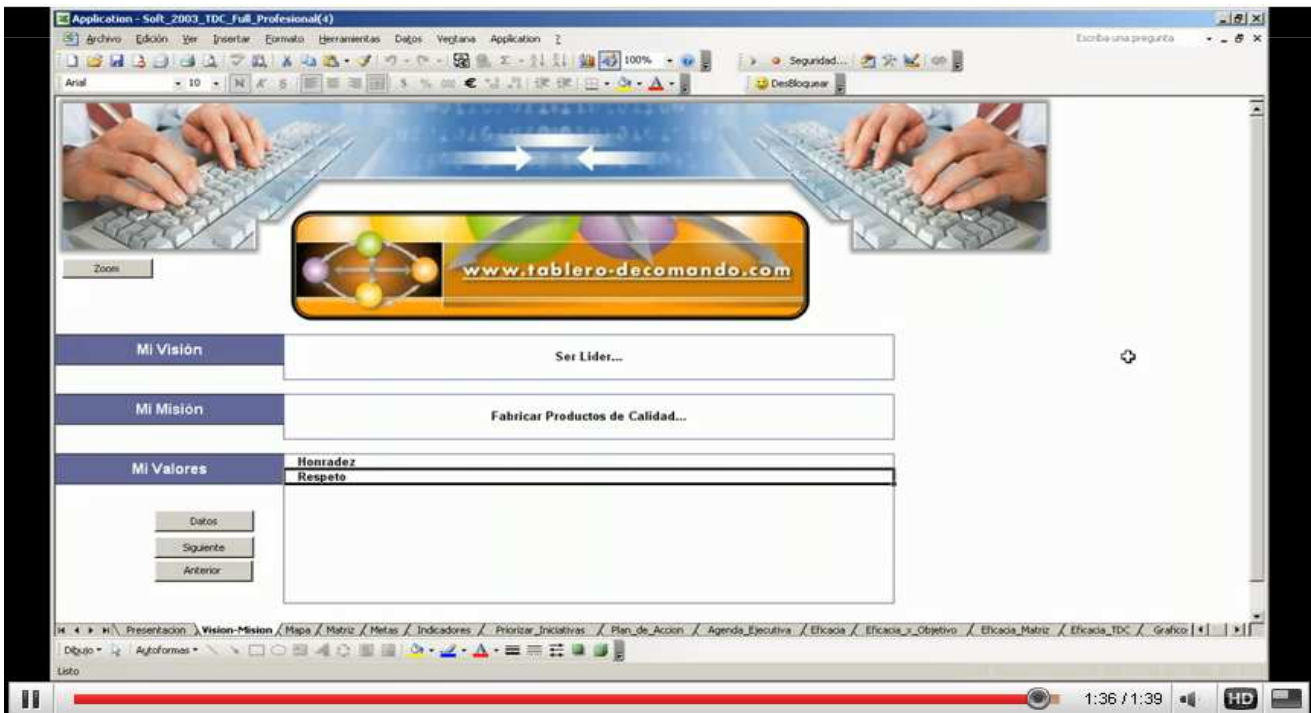 Application - Soft_2003_TDC_Full_Profesional(4)
Archivo Edición Ver Insertar Formato Herramientas Datos Ventana Application ?
Escriba una pregunta
100%
Seguridad...
Arial 10 N K S
DesBloquear
www.tablero-decomando.com
Zoom
Mi Visión
Ser Lider...
Mi Misión
Fabricar Productos de Calidad...
Mi Valores
Honradez
Respeto
Datos
Siguiente
Anterior
Presentacion Vision-Mision Mapa Matriz Metas Indicadores Priorizar_Iniciativas Plan_de_Accion Agenda_Ejecutiva Eficacia Eficacia_x_Objetivo Eficacia_Matriz Eficacia_TDC Grafico
Dibujo Autoformas
Listo
1:36 / 1:39 HD